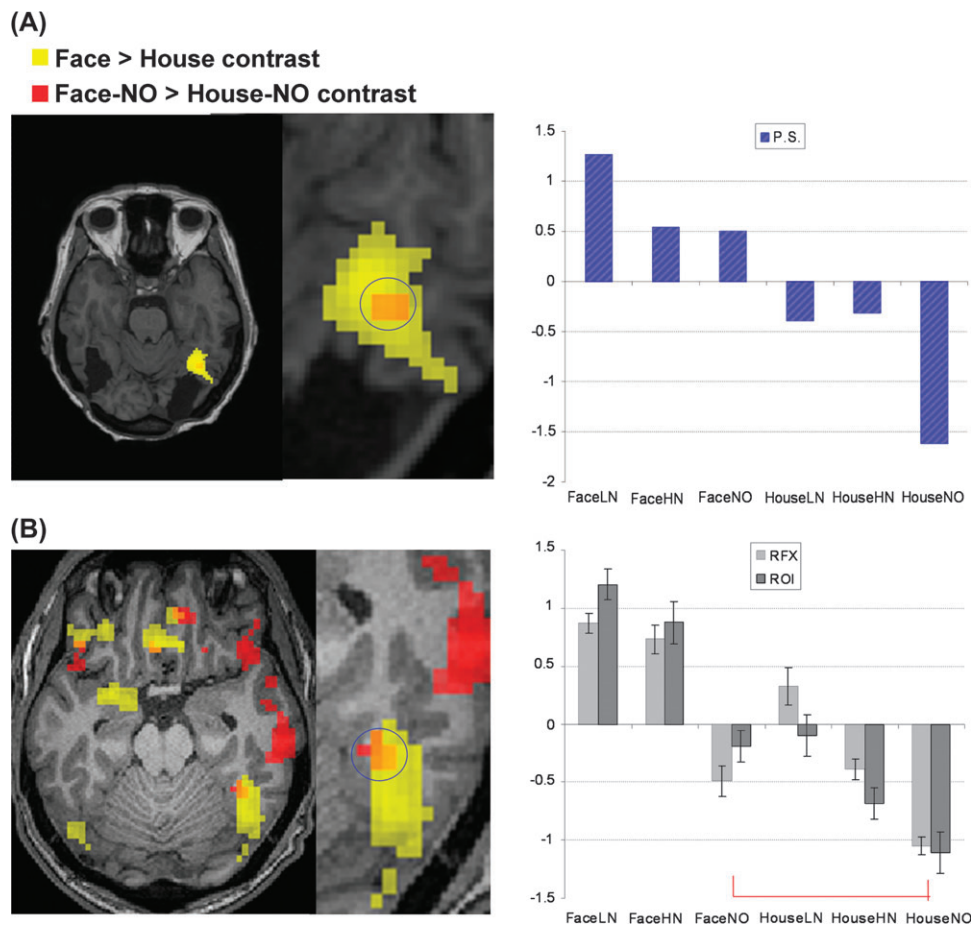 (A)
Face > House contrast
Face-NO > House-NO contrast
P.S.
1.5
1
0.5
0
-0.5
-1
-1.5
-2
FaceLN FaceHN FaceNO HouseLN HouseHN HouseNO
(B)
RFX
ROI
1.5
1
0.5
0
-0.5
-1
-1.5
FaceLN FaceHN FaceNO HouseLN HouseHN HouseNO